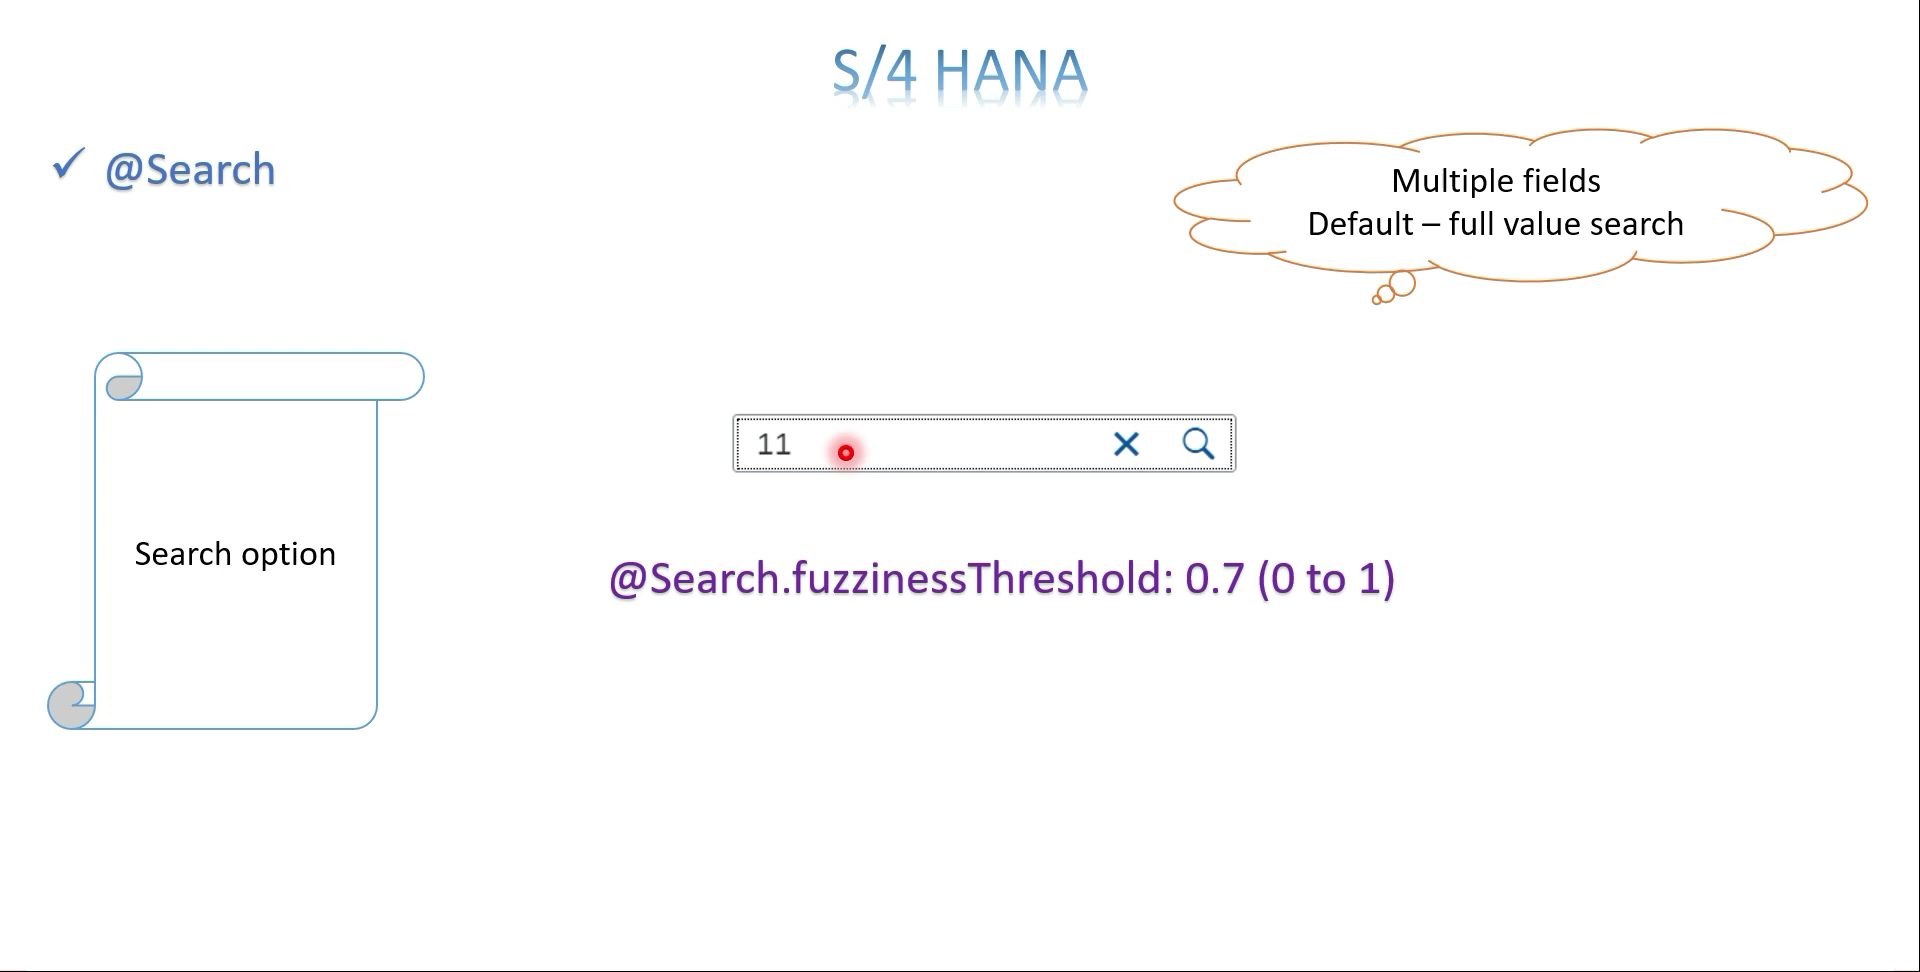 S/4 HANA
✓ @Search
Multiple fields
Default – full value search
11
Search option
@Search.fuzzinessThreshold: 0.7 (0 to 1)